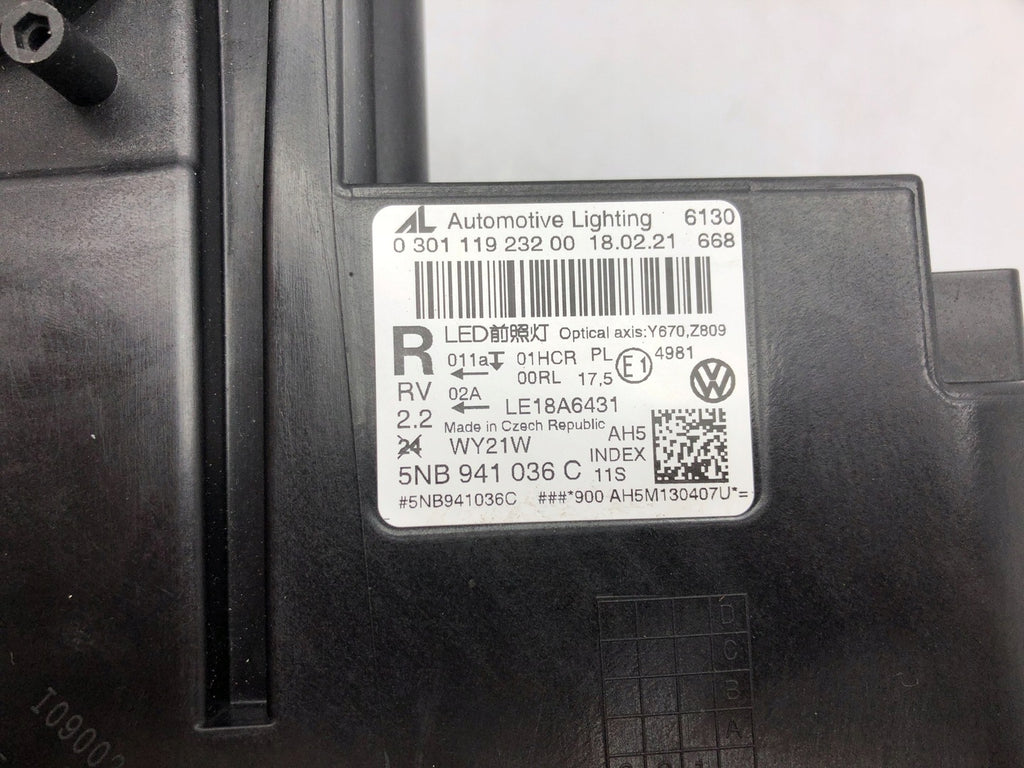 AL Automotive Lighting 6130
0 301 119 232 00 18.02.21 668
R LED前照灯 Optical axis:Y670,Z809
011a 01HCR PL E1 4981
00RL 17,5
RV 02A
2.2 LE18A6431
Made in Czech Republic
24 WY21W AH5
5NB 941 036 C INDEX 11S
#5NB941036C ###*900 AH5M130407U*=
D
C
B
A